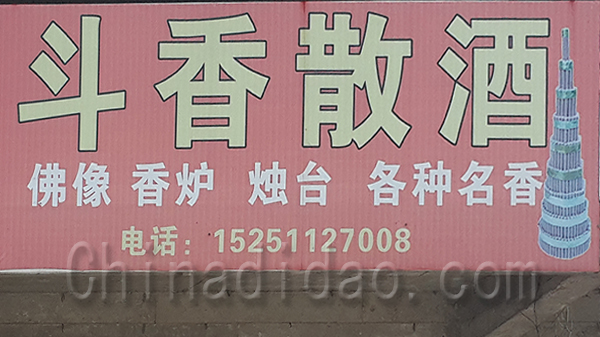 斗香散酒
佛像 香炉 烛台 各种名香
电话：15251127008
Chinadidao.com